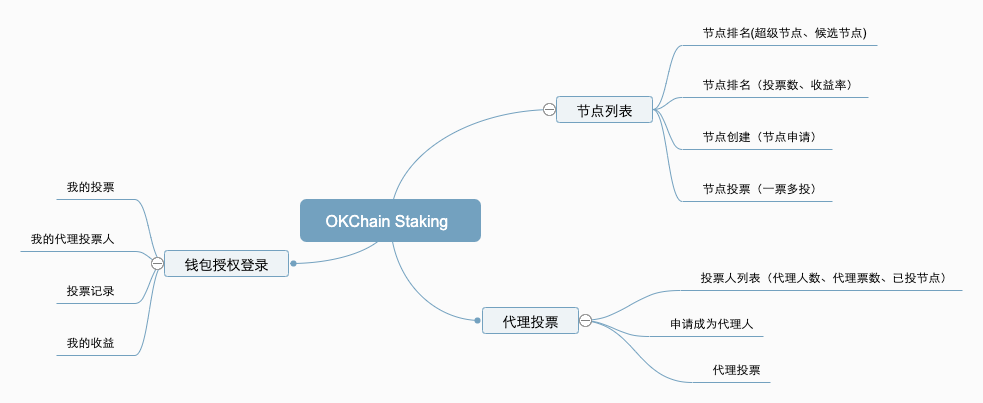 OKChain Staking
节点列表
节点排名(超级节点、候选节点)
节点排名（投票数、收益率）
节点创建（节点申请）
节点投票（一票多投）
代理投票
投票人列表（代理人数、代理票数、已投节点）
申请成为代理人
代理投票
钱包授权登录
我的投票
我的代理投票人
投票记录
我的收益